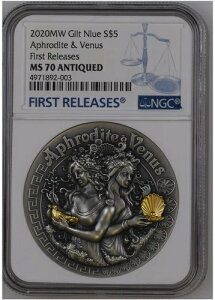 2020MW Gilt Niue S$5
Aphrodite & Venus
First Releases
MS 70 ANTIQUED
4971892-003
FIRST RELEASES
NGC
Aphrodite & Venus